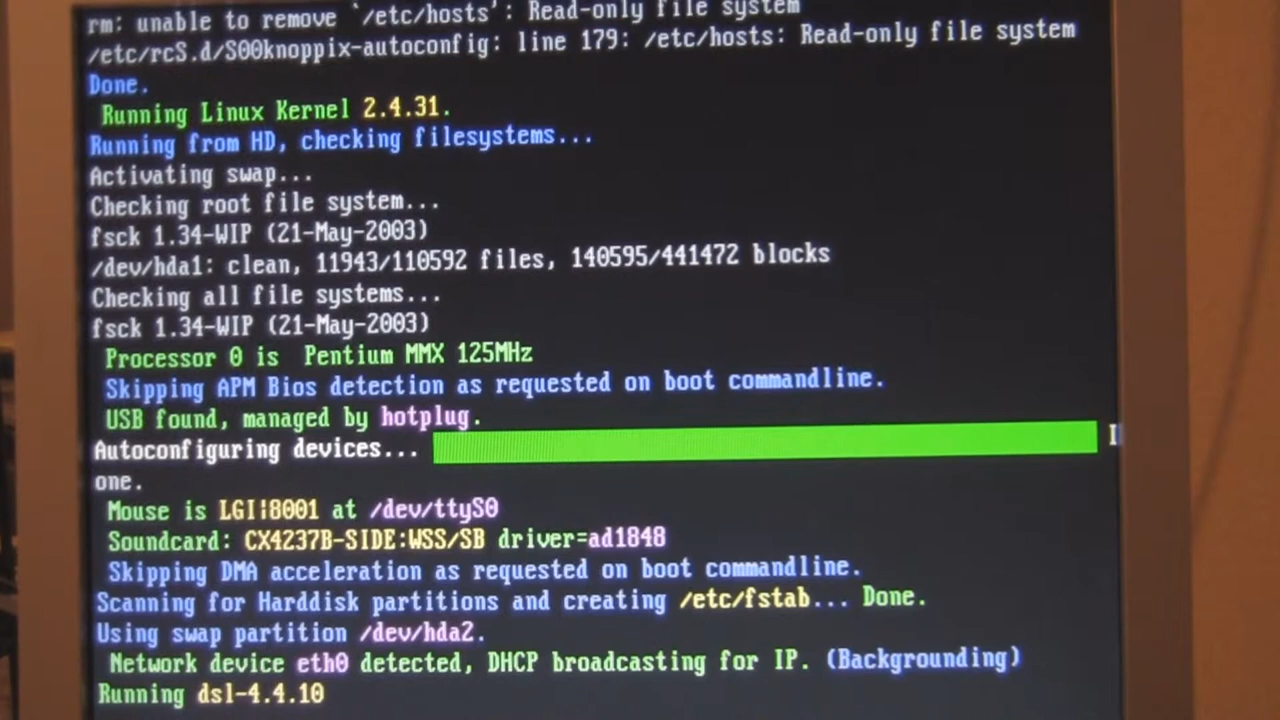 rm: unable to remove `/etc/hosts': Read-only file system
/etc/rcS.d/S00knoppix-autoconfig: line 179: /etc/hosts: Read-only file system
Done.
Running Linux Kernel 2.4.31.
Running from HD, checking filesystems...
Activating swap...
Checking root file system...
fsck 1.34-WIP (21-May-2003)
/dev/hda1: clean, 11943/110592 files, 140595/441472 blocks
Checking all file systems...
fsck 1.34-WIP (21-May-2003)
Processor 0 is  Pentium MMX 125MHz
Skipping APM Bios detection as requested on boot commandline.
USB found, managed by hotplug.
Autoconfiguring devices...
one.
Mouse is LGI|8001 at /dev/ttyS0
Soundcard: CX4237B-SIDE:WSS/SB driver=ad1848
Skipping DMA acceleration as requested on boot commandline.
Scanning for Harddisk partitions and creating /etc/fstab... Done.
Using swap partition /dev/hda2.
Network device eth0 detected, DHCP broadcasting for IP. (Backgrounding)
Running dsl-4.4.10